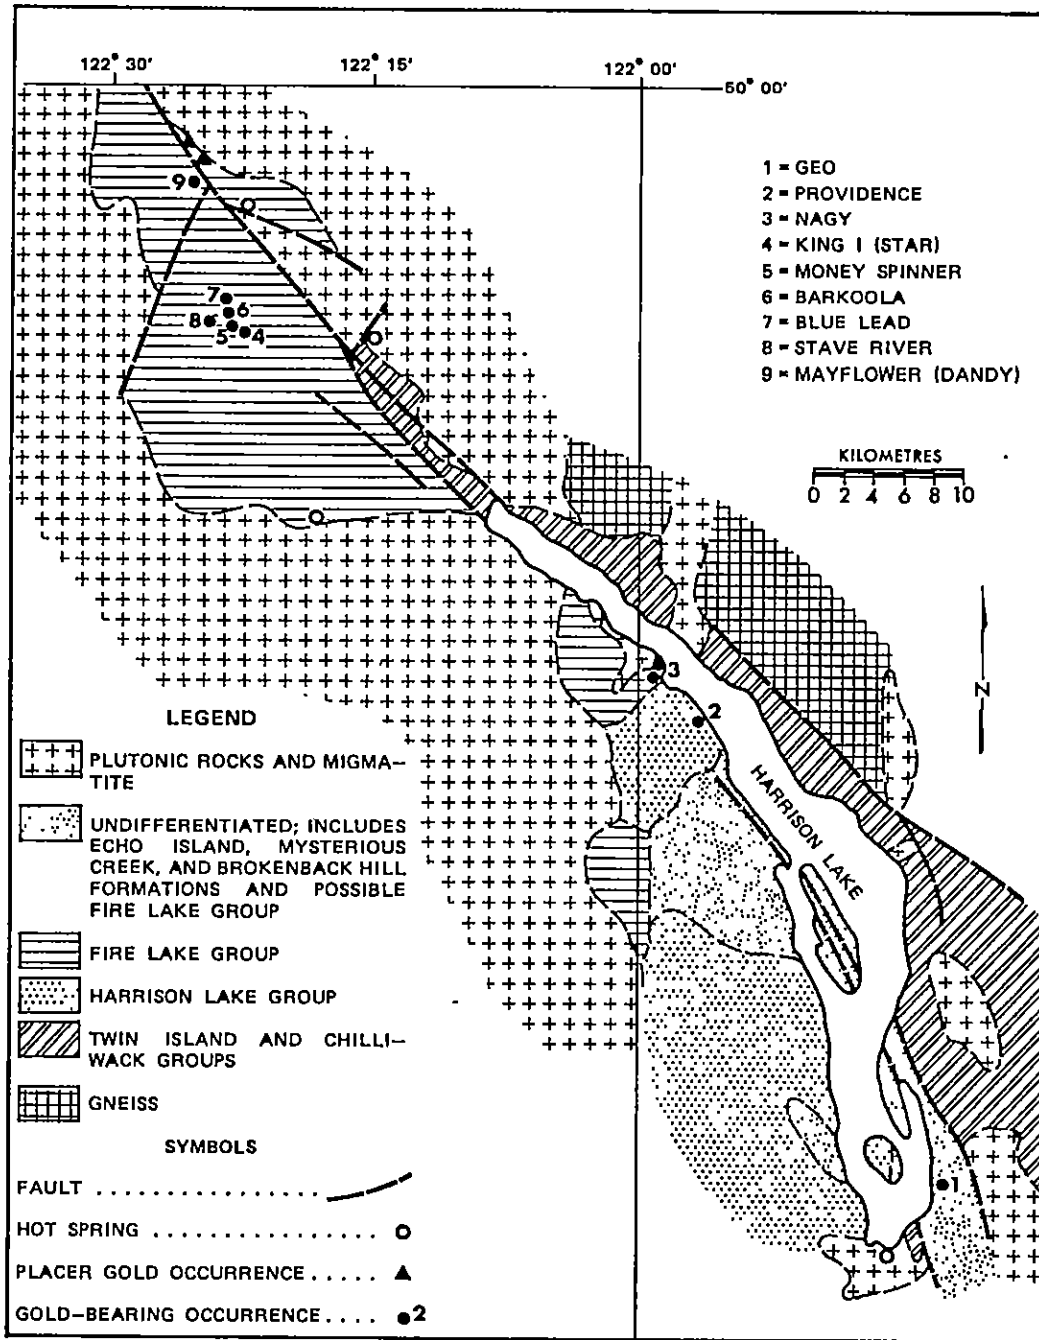 122° 30'
122° 15'
122° 00'
50° 00'
1 = GEO
2 = PROVIDENCE
3 = NAGY
4 = KING I (STAR)
5 = MONEY SPINNER
6 = BARKOOLA
7 = BLUE LEAD
8 = STAVE RIVER
9 = MAYFLOWER (DANDY)
KILOMETRES
0 2 4 6 8 10
N
9
7
6
8
5
4
3
2
HARRISON LAKE
1
LEGEND
PLUTONIC ROCKS AND MIGMA-
TITE
UNDIFFERENTIATED; INCLUDES
ECHO ISLAND, MYSTERIOUS
CREEK, AND BROKENBACK HILL
FORMATIONS AND POSSIBLE
FIRE LAKE GROUP
FIRE LAKE GROUP
HARRISON LAKE GROUP
TWIN ISLAND AND CHILLI-
WACK GROUPS
GNEISS
SYMBOLS
FAULT . . . . . . . . . . . . . . . . .
HOT SPRING . . . . . . . . . . . . . . . .
PLACER GOLD OCCURRENCE . . . . .
GOLD-BEARING OCCURRENCE . . . . 2